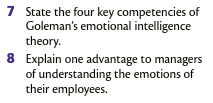 7 State the four key competencies of
Goleman's emotional intelligence
theory.
8 Explain one advantage to managers
of understanding the emotions of
their employees.